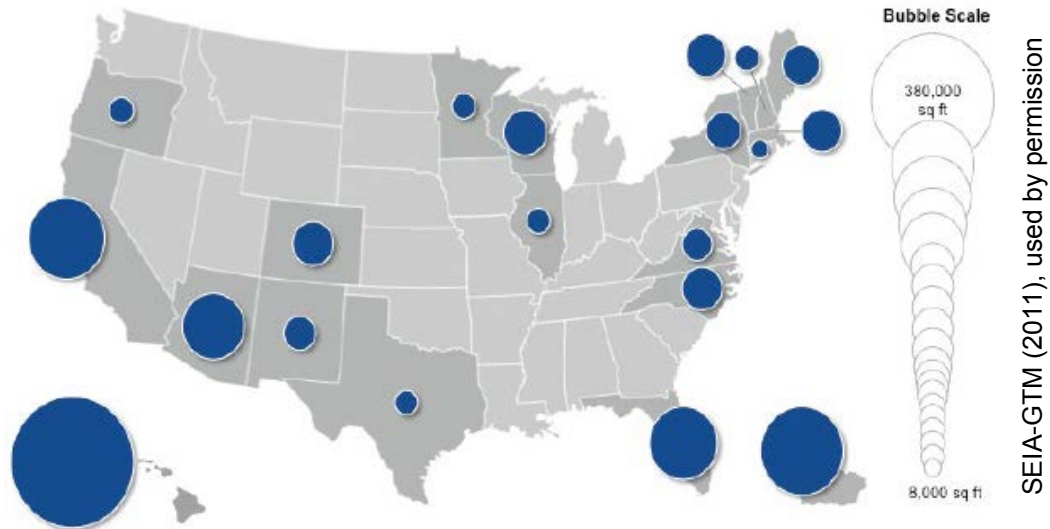 Bubble Scale
380,000
sq ft
8,000 sq ft
SEIA-GTM (2011), used by permission